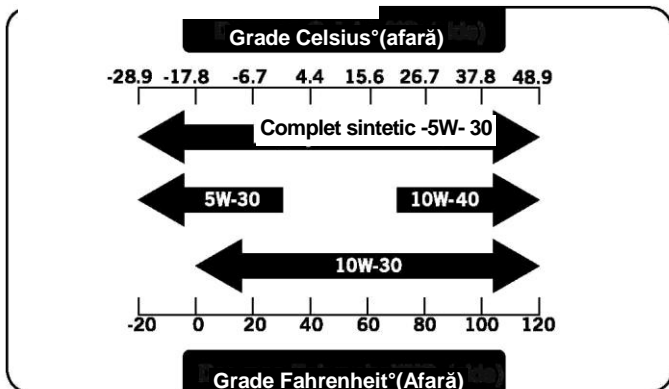 Grade Celsius°(afară)
-28.9 -17.8 -6.7 4.4 15.6 26.7 37.8 48.9
Complet sintetic -5W- 30
5W-30 10W-40
10W-30
-20 0 20 40 60 80 100 120
Grade Fahrenheit°(Afară)